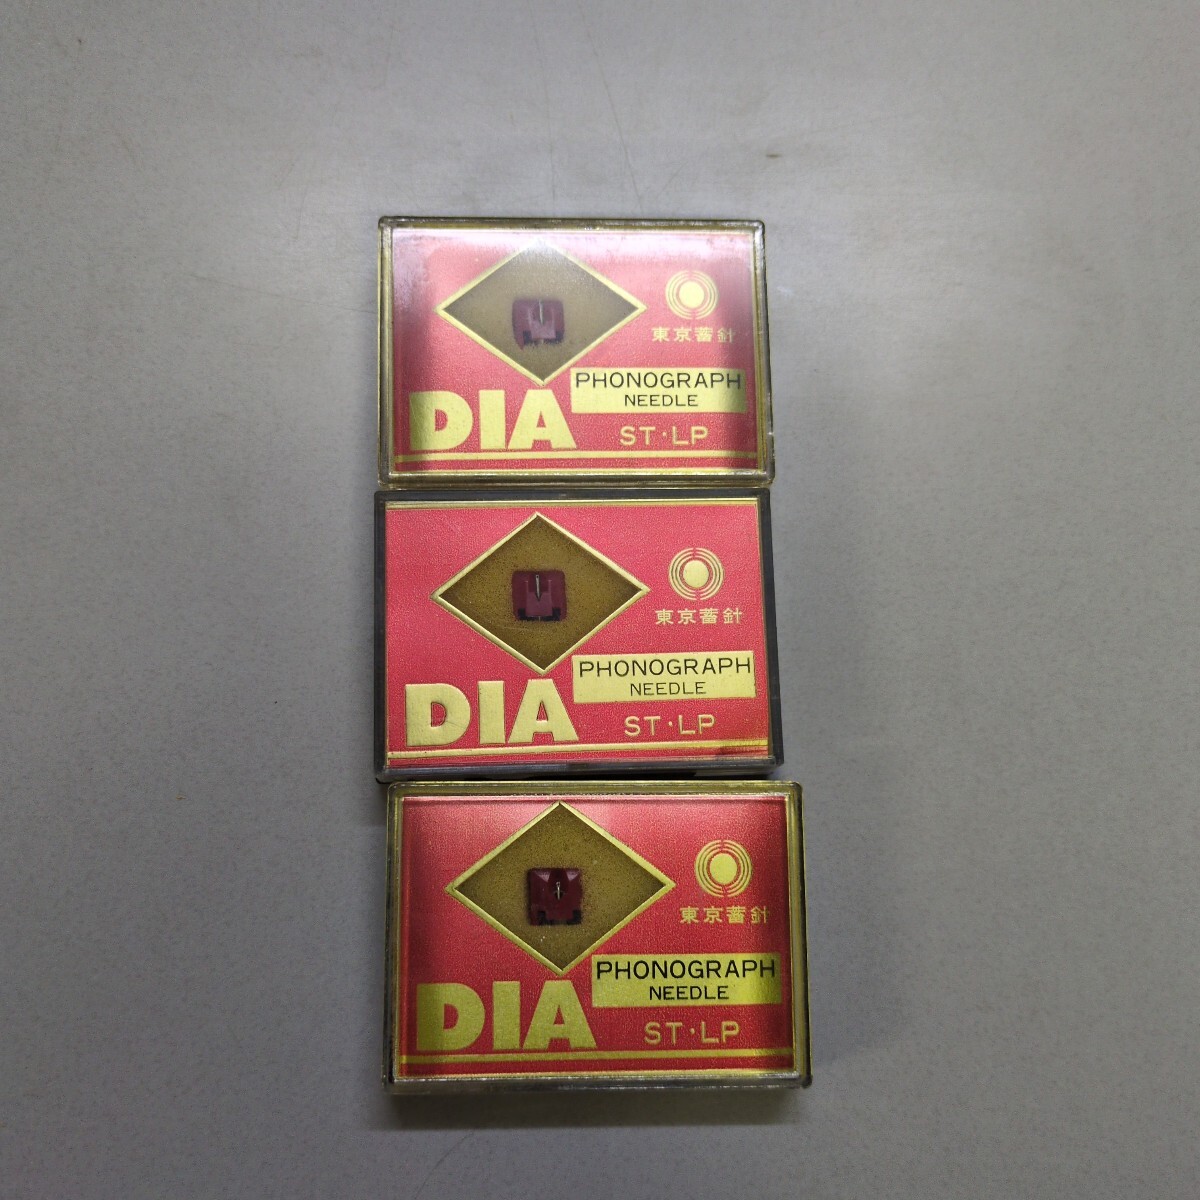 東京蓄針
PHONOGRAPH
NEEDLE
DIA
ST・LP
東京蓄針
PHONOGRAPH
NEEDLE
DIA
ST・LP
東京蓄針
PHONOGRAPH
NEEDLE
DIA
ST・LP